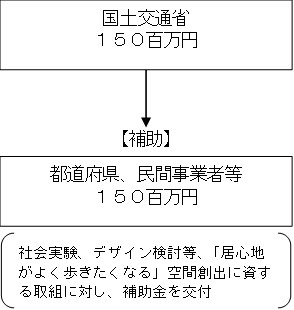 国土交通省
１５０百万円
【補助】
都道府県、民間事業者等
１５０百万円
社会実験、デザイン検討等、「居心地
がよく歩きたくなる」空間創出に資す
る取組に対し、補助金を交付